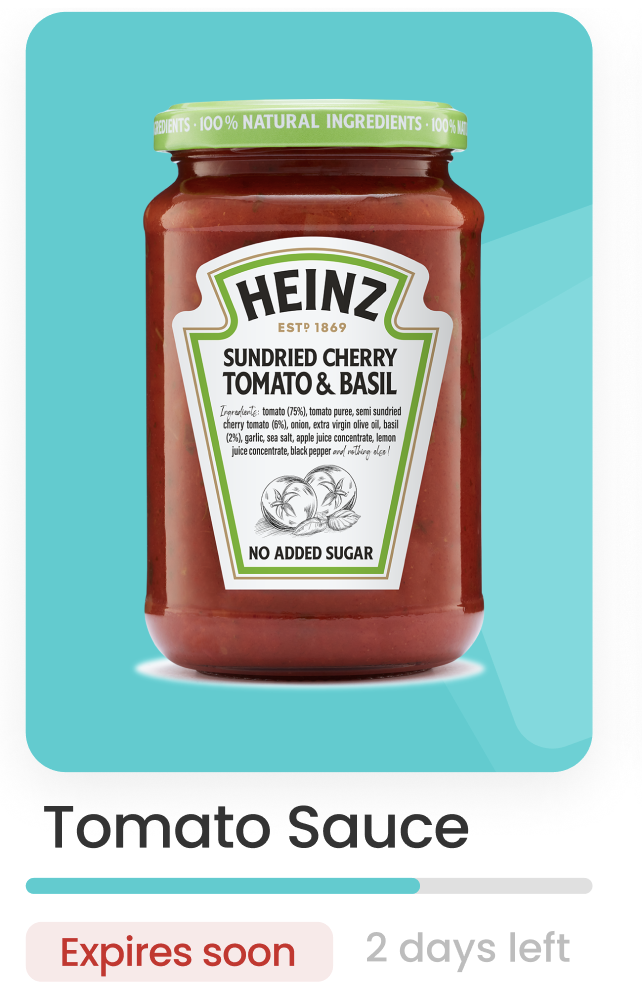 REDIENTS · 100% NATURAL INGREDIENTS · 100% NAT
HEINZ
ESTD 1869
SUNDRIED CHERRY
TOMATO & BASIL
Ingredients: tomato (75%), tomato puree, semi sundried
cherry tomato (6%), onion, extra virgin olive oil, basil
(2%), garlic, sea salt, apple juice concentrate, lemon
juice concentrate, black pepper and nothing else!
NO ADDED SUGAR
Tomato Sauce
Expires soon
2 days left